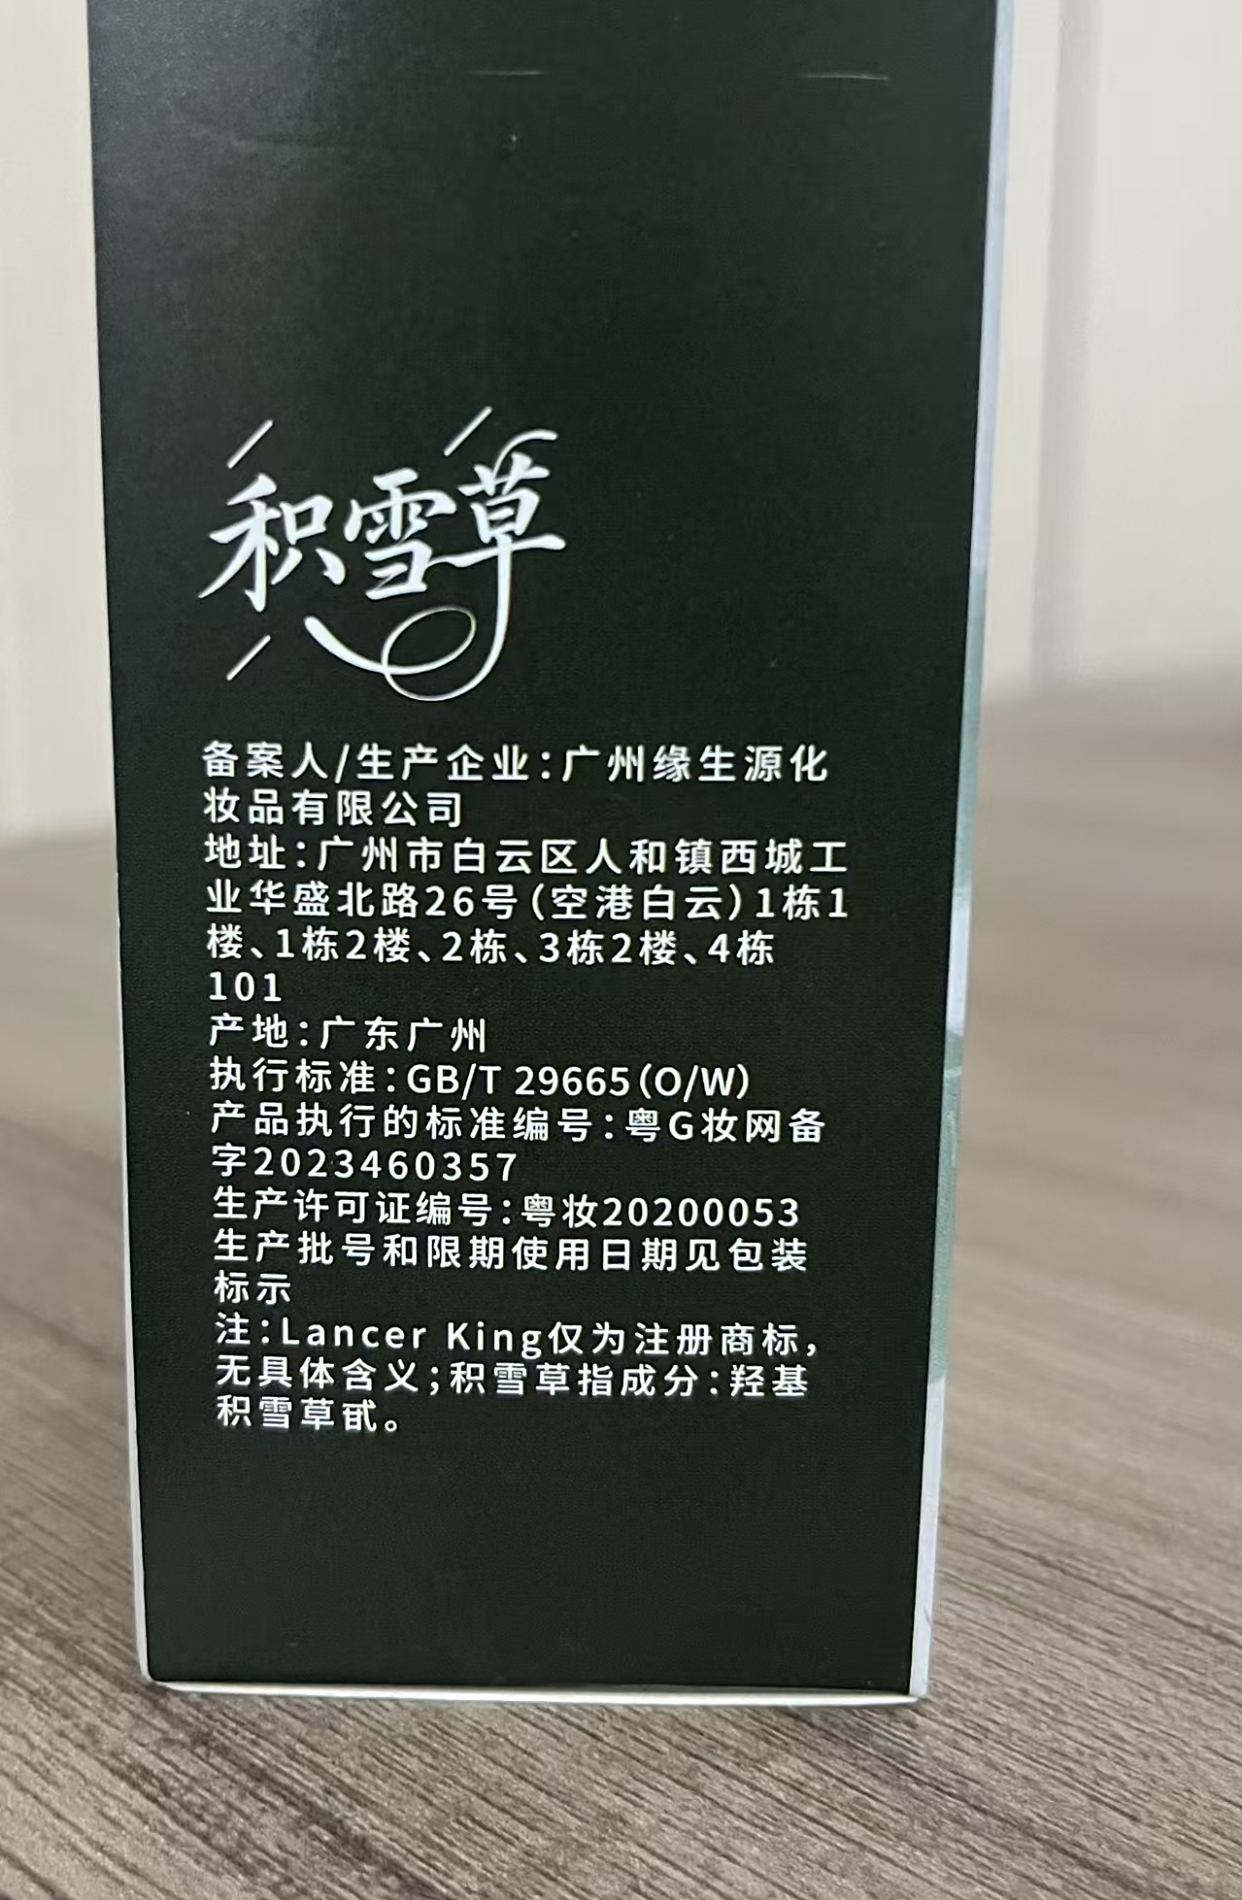 积雪草
备案人/生产企业：广州缘生源化
妆品有限公司
地址：广州市白云区人和镇西城工
业华盛北路26号（空港白云）1栋1
楼、1栋2楼、2栋、3栋2楼、4栋
101
产地：广东广州
执行标准：GB/T 29665（O/W）
产品执行的标准编号：粤G妆网备
字2023460357
生产许可证编号：粤妆20200053
生产批号和限期使用日期见包装
标示
注：Lancer King仅为注册商标，
无具体含义；积雪草指成分：羟基
积雪草甙。